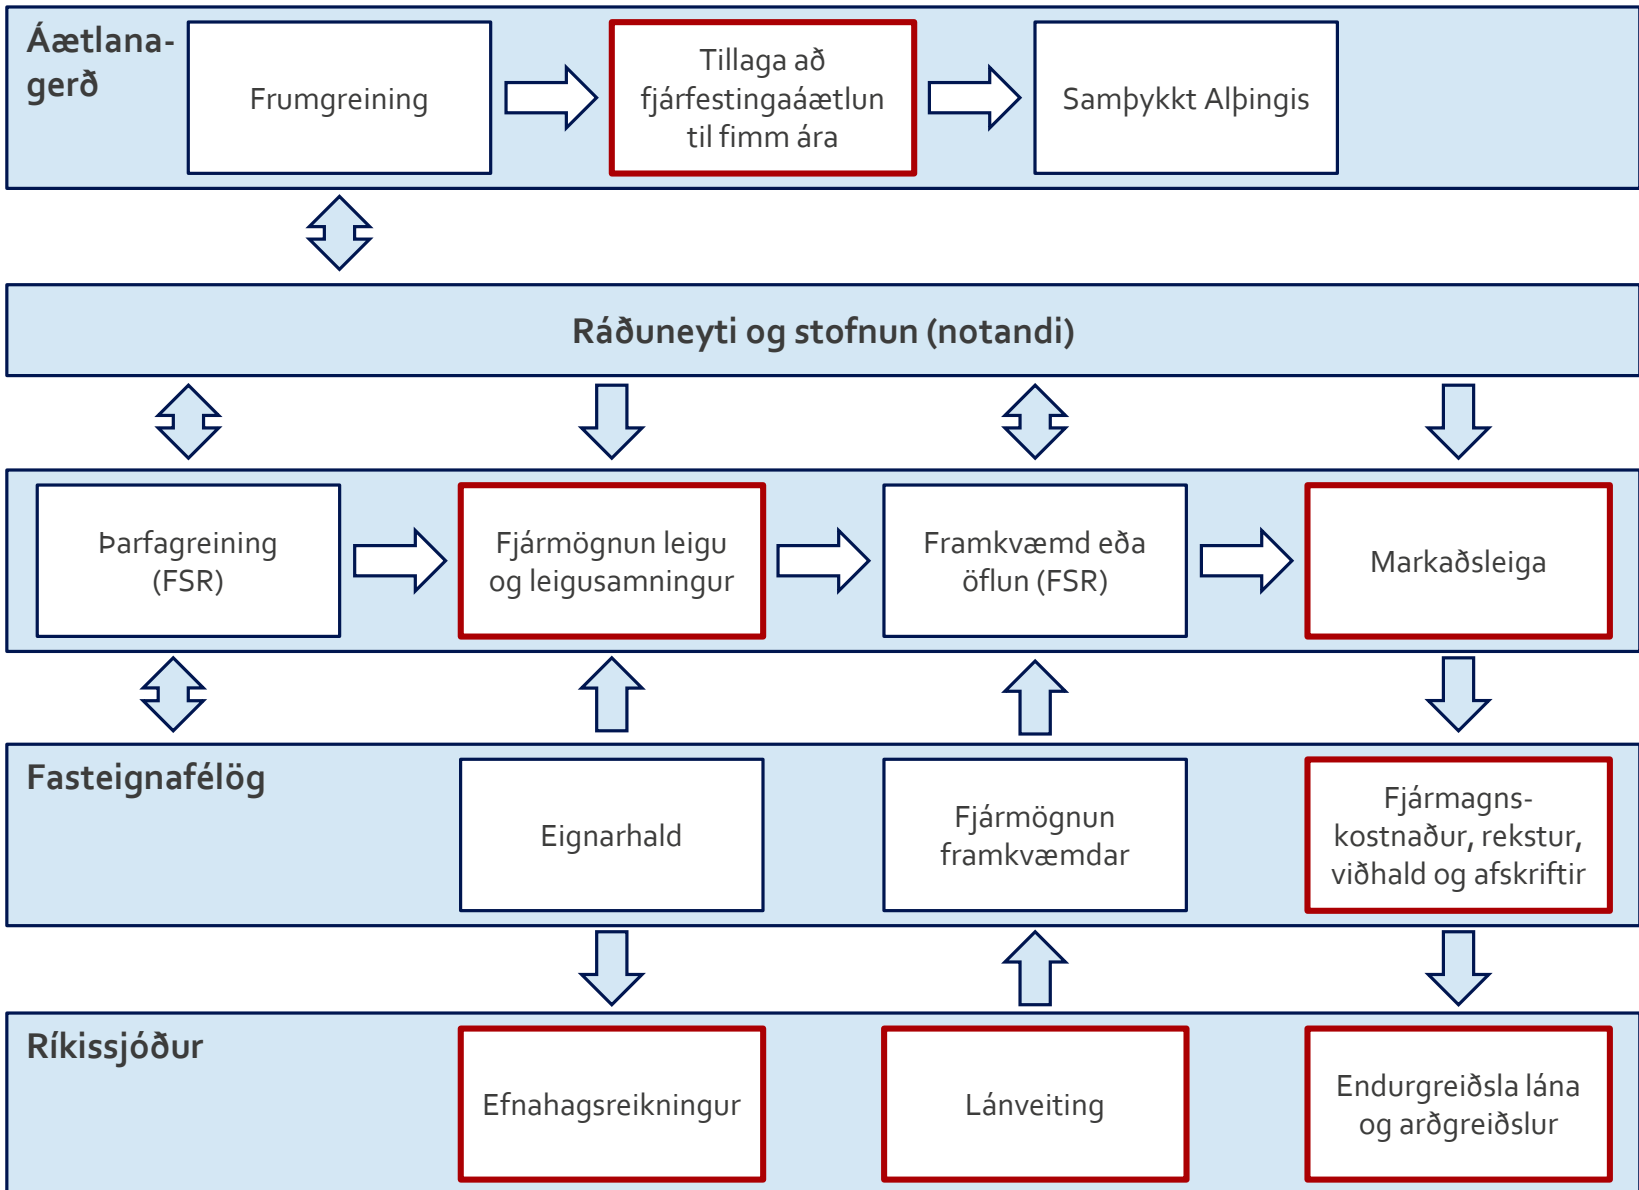 Áætlana-
gerð
Frumgreining
Tillaga að
fjárfestingaáætlun
til fimm ára
Samþykkt Alþingis
Ráðuneyti og stofnun (notandi)
Þarfagreining
(FSR)
Fjármögnun leigu
og leigusamningur
Framkvæmd eða
öflun (FSR)
Markaðsleiga
Fasteignafélög
Eignarhald
Fjármögnun
framkvæmdar
Fjármagns-
kostnaður, rekstur,
viðhald og afskriftir
Ríkissjóður
Efnahagsreikningur
Lánveiting
Endurgreiðsla lána
og arðgreiðslur